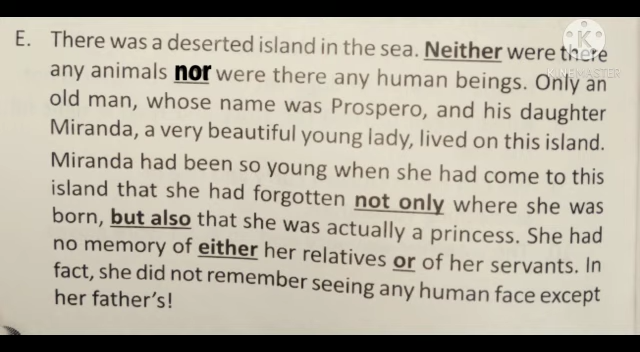 E. There was a deserted island in the sea. Neither were there
any animals nor were there any human beings. Only an
old man, whose name was Prospero, and his daughter
Miranda, a very beautiful young lady, lived on this island.
Miranda had been so young when she had come to this
island that she had forgotten not only where she was
born, but also that she was actually a princess. She had
no memory of either her relatives or of her servants. In
fact, she did not remember seeing any human face except
her father's!
K
KINEMASTER